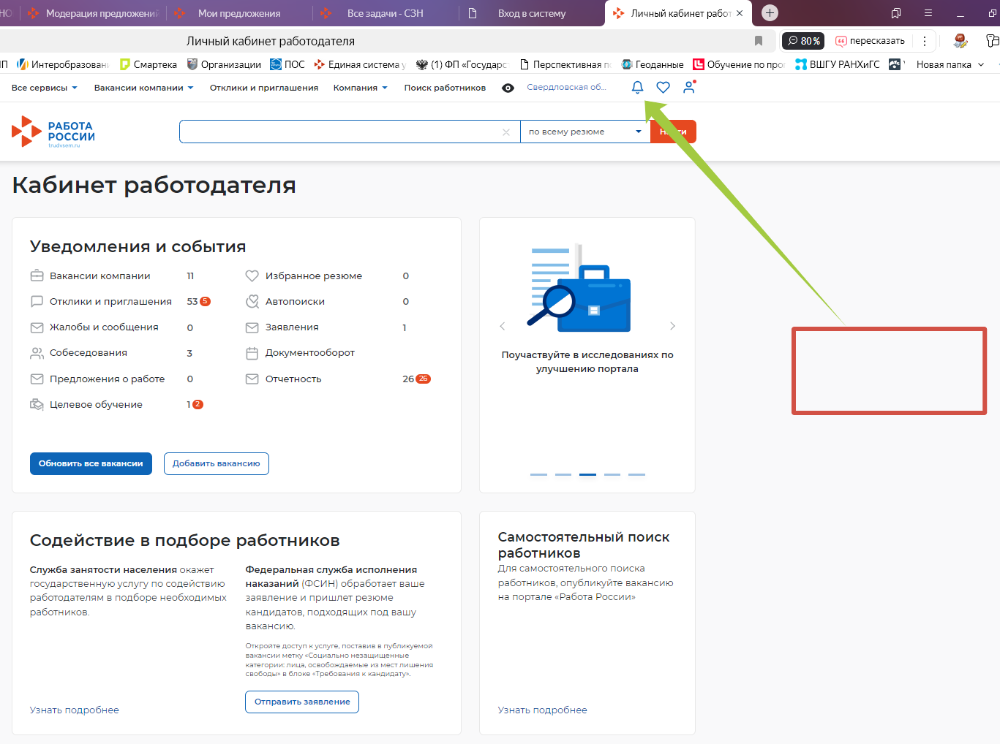 Модерация предложений
Мои предложения
Все задачи - СЗН
Вход в систему
Личный кабинет работ
Личный кабинет работодателя
80%
пересказать
Интеробразован
Смартека
Организации
ПОС
Единая система у
(1) ФП «Государс
Перспективная п
Геоданные
Обучение по прог
ВШГУ РАНХиГС
Новая папка
Все сервисы
Вакансии компании
Отклики и приглашения
Компания
Поиск работников
Свердловская об...
РАБОТА
РОССИИ
trudvsem.ru
по всему резюме
Найти
Кабинет работодателя
Уведомления и события
Вакансии компании 11
Избранное резюме 0
Отклики и приглашения 53 5
Автопоиски 0
Жалобы и сообщения 0
Заявления 1
Собеседования 3
Документооборот
Предложения о работе 0
Отчетность 26 26
Целевое обучение 1 2
Обновить все вакансии
Добавить вакансию
Поучаствуйте в исследованиях по
улучшению портала
Содействие в подборе работников
Служба занятости населения окажет
государственную услугу по содействию
работодателям в подборе необходимых
работников.
Узнать подробнее
Федеральная служба исполнения
наказаний (ФСИН) обработает ваше
заявление и пришлет резюме
кандидатов, подходящих под вашу
вакансию.
Откройте доступ к услуге, поставив в публикуемой
вакансии метку «Социально незащищенные
категории: лица, освобождаемые из мест лишения
свободы» в блоке «Требования к кандидату».
Отправить заявление
Самостоятельный поиск
работников
Для самостоятельного поиска
работников, опубликуйте вакансию
на портале «Работа России»
Узнать подробнее